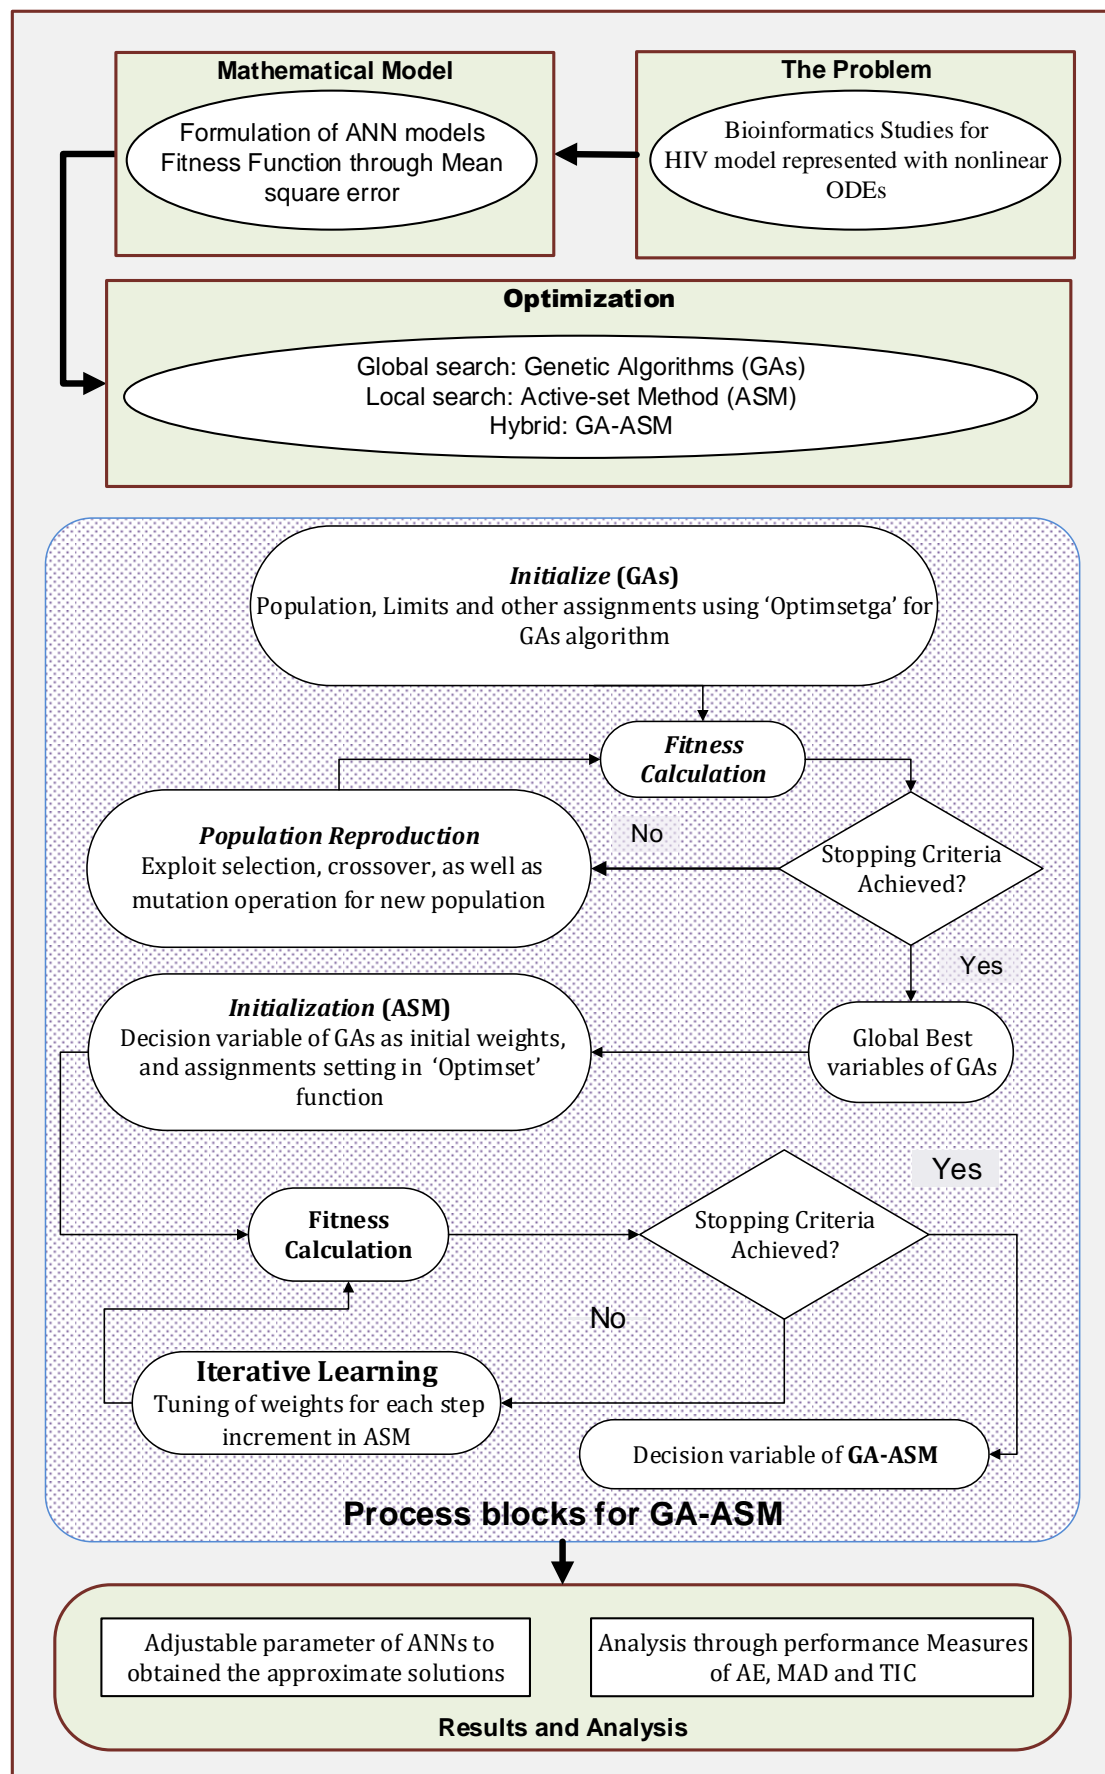 The Problem
Bioinformatics Studies for
HIV model represented with nonlinear
ODEs
Mathematical Model
Formulation of ANN models
Fitness Function through Mean
square error
Optimization
Global search: Genetic Algorithms (GAs)
Local search: Active-set Method (ASM)
Hybrid: GA-ASM
Initialize (GAs)
Population, Limits and other assignments using ‘Optimsetga’ for
GAs algorithm
Fitness
Calculation
Stopping Criteria
Achieved?
No
Population Reproduction
Exploit selection, crossover, as well as
mutation operation for new population
Yes
Global Best
variables of GAs
Initialization (ASM)
Decision variable of GAs as initial weights,
and assignments setting in ‘Optimset’
function
Fitness
Calculation
Stopping Criteria
Achieved?
Yes
No
Iterative Learning
Tuning of weights for each step
increment in ASM
Decision variable of GA-ASM
Process blocks for GA-ASM
Adjustable parameter of ANNs to
obtained the approximate solutions
Analysis through performance Measures
of AE, MAD and TIC
Results and Analysis